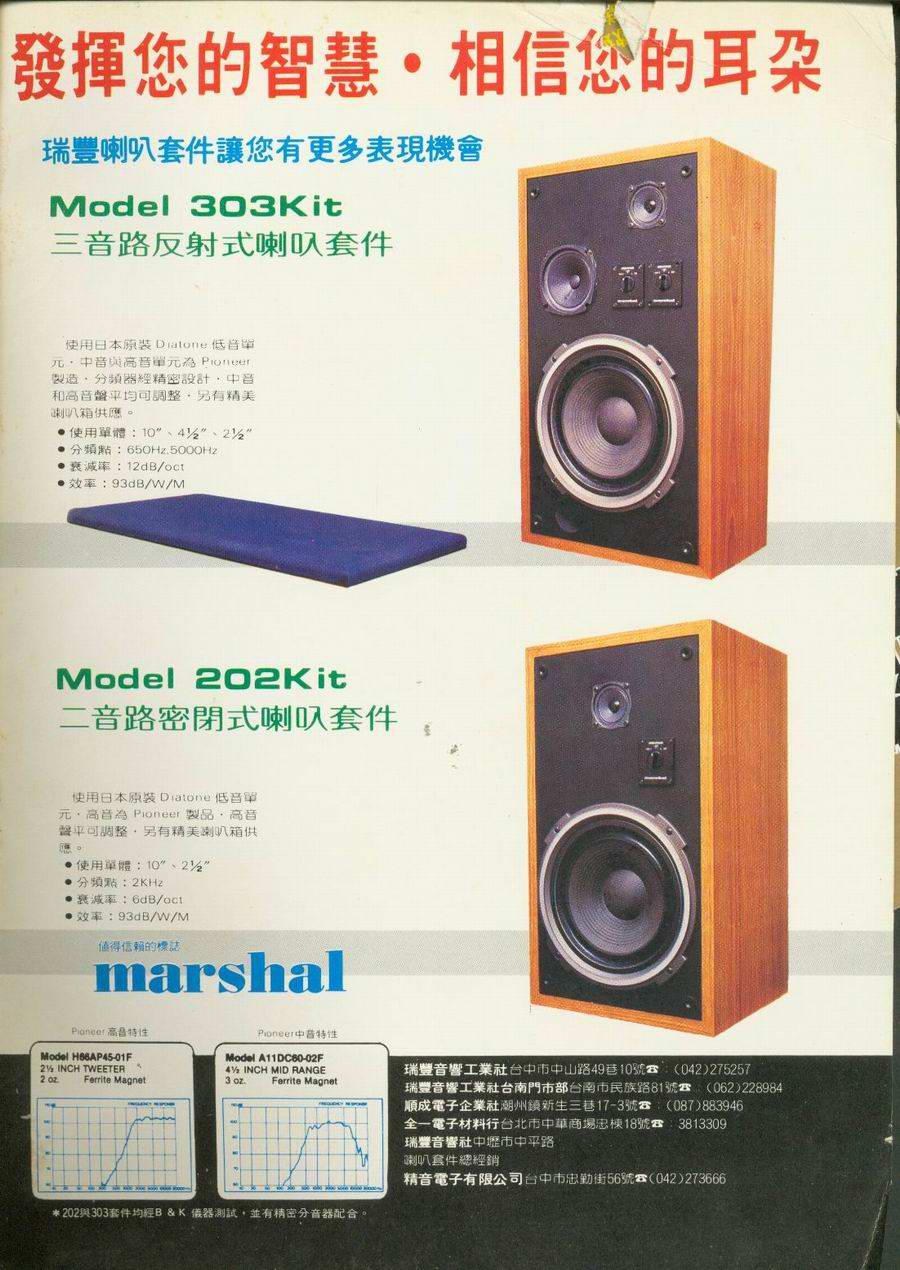 發揮您的智慧・相信您的耳朶
瑞豐喇叭套件讓您有更多表現機會
Model 303Kit
三音路反射式喇叭套件
使用日本原裝 Diatone 低音單
元・中音與高音單元為 Pioneer
製造・分頻器經精密設計・中音
和高音聲平均可調整・另有精美
喇叭箱供應。
●使用單體：10"、4½"、2½"
●分頻點：650Hz.5000Hz
●衰減率：12dB/oct
●效率：93dB/W/M
Model 202Kit
二音路密閉式喇叭套件
使用日本原裝 Diatone 低音單
元・高音為 Pioneer 製品・高音
聲平可調整・另有精美喇叭箱供
應。
●使用單體：10"、2½"
●分頻點：2KHz
●衰減率：6dB/oct
●效率：93dB/W/M
值得信賴的標誌
marshal
Pioneer 高音特性
Model H66AP45-01F
2½ INCH TWEETER
2 oz. Ferrite Magnet
FREQUENCY RESPONSE
Pioneer中音特性
Model A11DC60-02F
4½ INCH MID RANGE
3 oz. Ferrite Magnet
FREQUENCY RESPONSE
瑞豐音響工業社台中市中山路49巷10號☎：(042)275257
瑞豐音響工業社台南門市部台南市民族路81號☎：(062)228984
順成電子企業社潮州鎮新生三巷17-3號☎：(087)883946
全一電子材料行台北市中華商場忠棟18號☎：3813309
瑞豐音響社中壢市中平路
喇叭套件總經銷
精音電子有限公司台中市忠勤街56號☎(042)273666
＊202與303套件均經B & K 儀器測試・並有精密分音器配合。